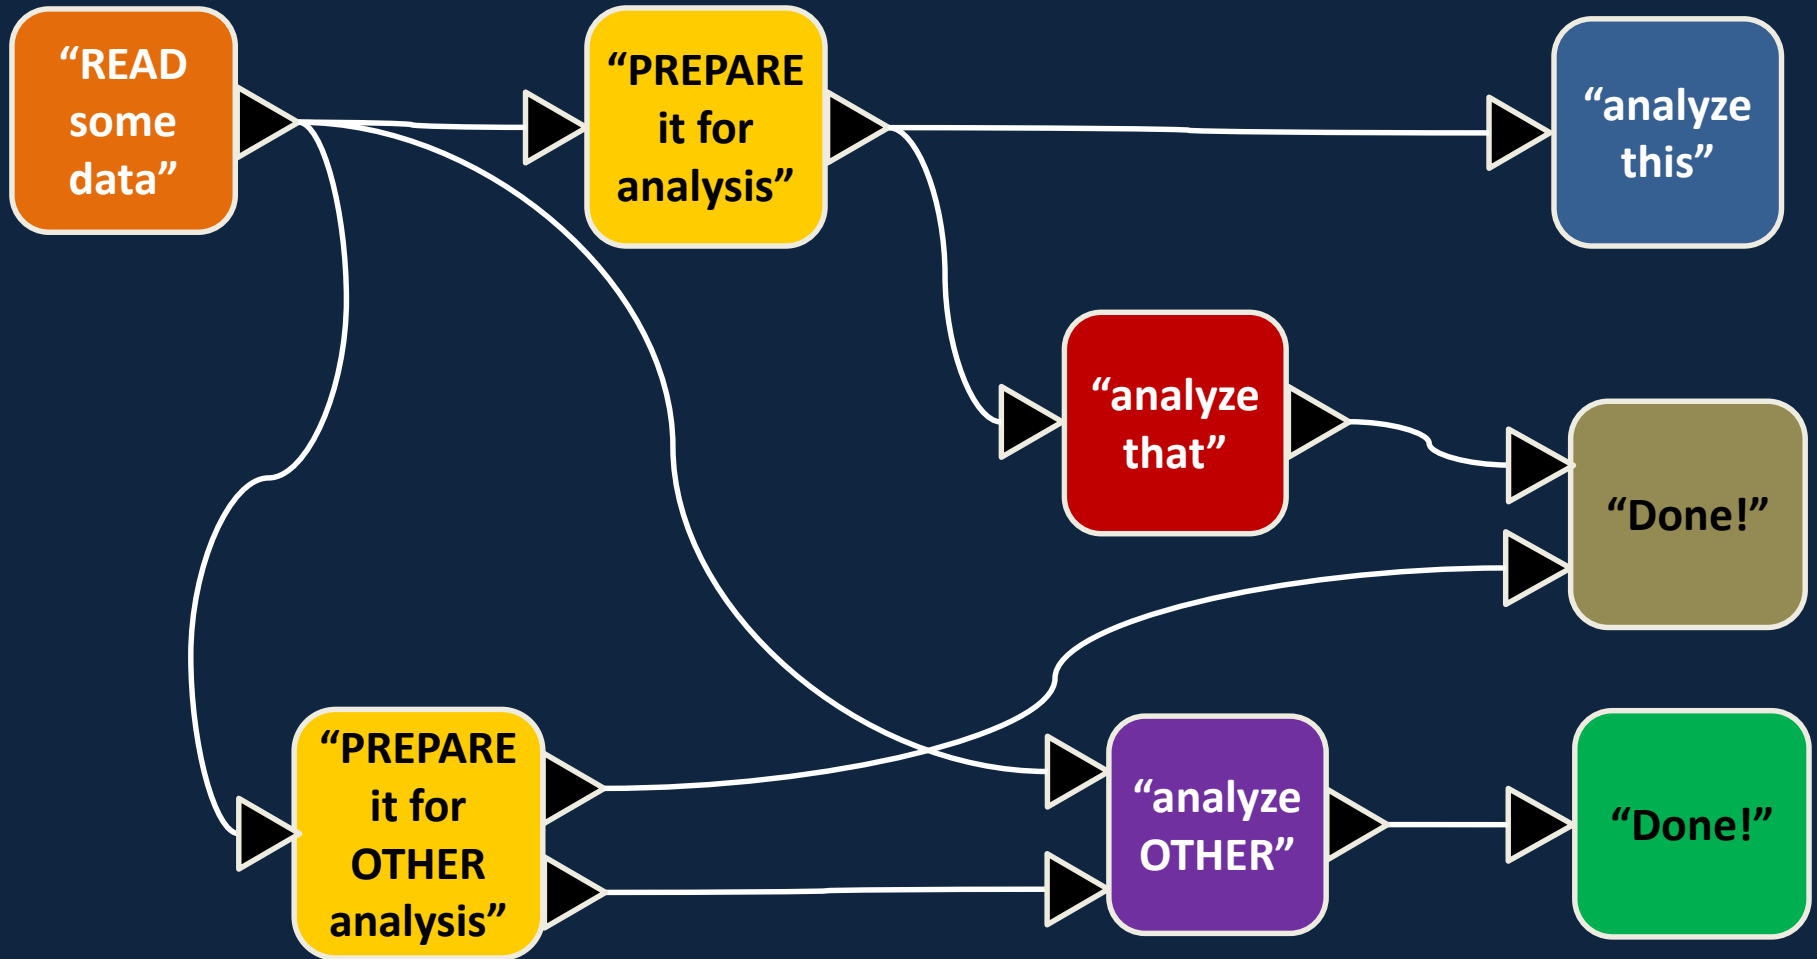 “READ
some
data”
“PREPARE
it for
analysis”
“analyze
this”
“analyze
that”
“Done!”
“PREPARE
it for
OTHER
analysis”
“analyze
OTHER”
“Done!”